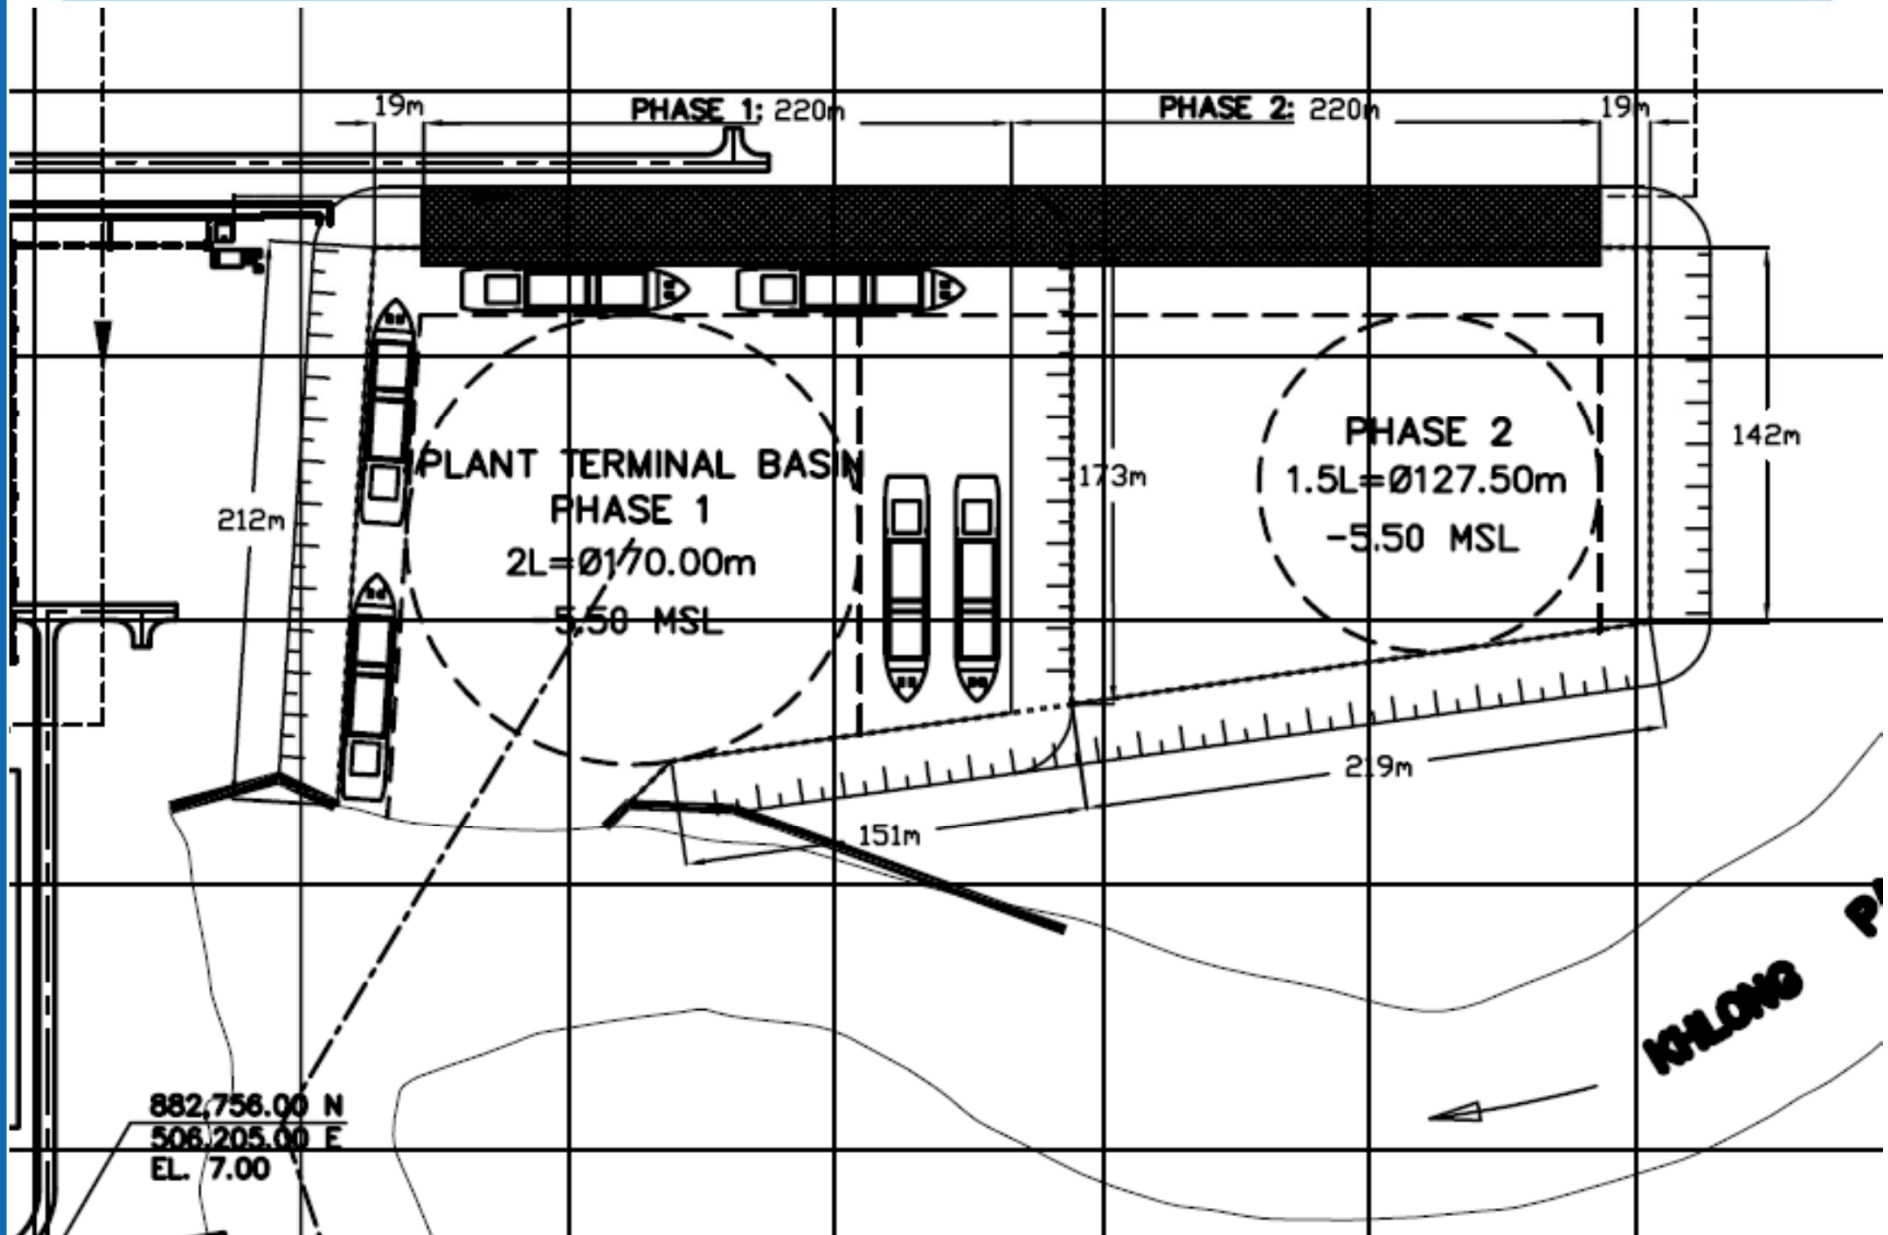 19m
PHASE 1: 220m
PHASE 2: 220m
19m
PLANT TERMINAL BASIN
PHASE 1
2L=Ø170.00m
-5.50 MSL
PHASE 2
1.5L=Ø127.50m
-5.50 MSL
142m
173m
212m
219m
151m
KHLONG
882,756.00 N
506,205.00 E
EL. 7.00